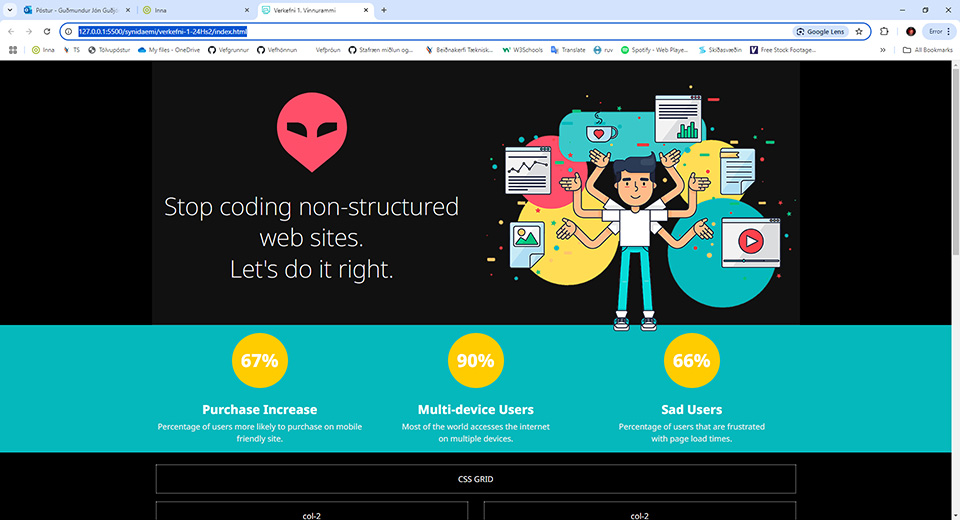 Póstur - Guðmundur Jón Guðjó
Inna
Verkefni 1. Vinnurammi
127.0.0.1:5500/synidaemi/verkefni-1-24Hs2/index.html
Google Lens
Error
Inna
TS
Tölvupóstur
My files - OneDrive
Vefgrunnur
Vefhönnun
Vefþróun
Stafræn miðlun og...
Beiðnakerfi Tæknisk...
W3Schools
Translate
ruv
Spotify - Web Playe...
Skíðasvæðin
Free Stock Footage...
All Bookmarks
Stop coding non-structured
web sites.
Let's do it right.
67%
90%
66%
Purchase Increase
Multi-device Users
Sad Users
Percentage of users more likely to purchase on mobile
friendly site.
Most of the world accesses the internet
on multiple devices.
Percentage of users that are frustrated
with page load times.
CSS GRID
col-2
col-2